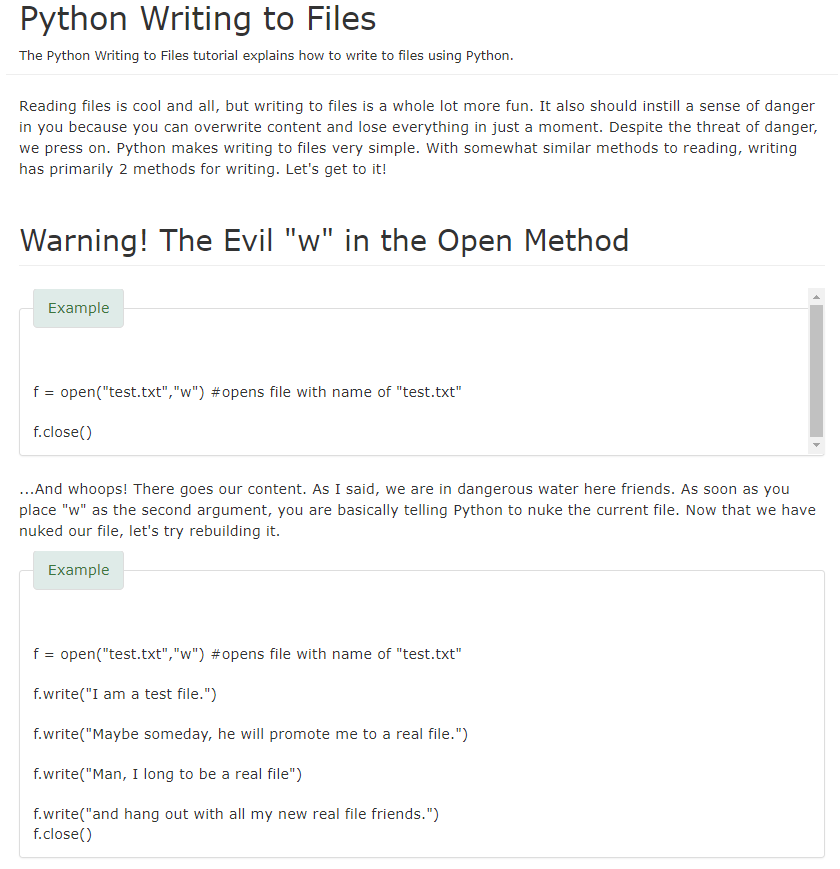 Python Writing to Files
The Python Writing to Files tutorial explains how to write to files using Python.
Reading files is cool and all, but writing to files is a whole lot more fun. It also should instill a sense of danger
in you because you can overwrite content and lose everything in just a moment. Despite the threat of danger,
we press on. Python makes writing to files very simple. With somewhat similar methods to reading, writing
has primarily 2 methods for writing. Let's get to it!
Warning! The Evil "w" in the Open Method
Example
f = open("test.txt","w") #opens file with name of "test.txt"
f.close()
...And whoops! There goes our content. As I said, we are in dangerous water here friends. As soon as you
place "w" as the second argument, you are basically telling Python to nuke the current file. Now that we have
nuked our file, let's try rebuilding it.
Example
f = open("test.txt","w") #opens file with name of "test.txt"
f.write("I am a test file.")
f.write("Maybe someday, he will promote me to a real file.")
f.write("Man, I long to be a real file")
f.write("and hang out with all my new real file friends.")
f.close()